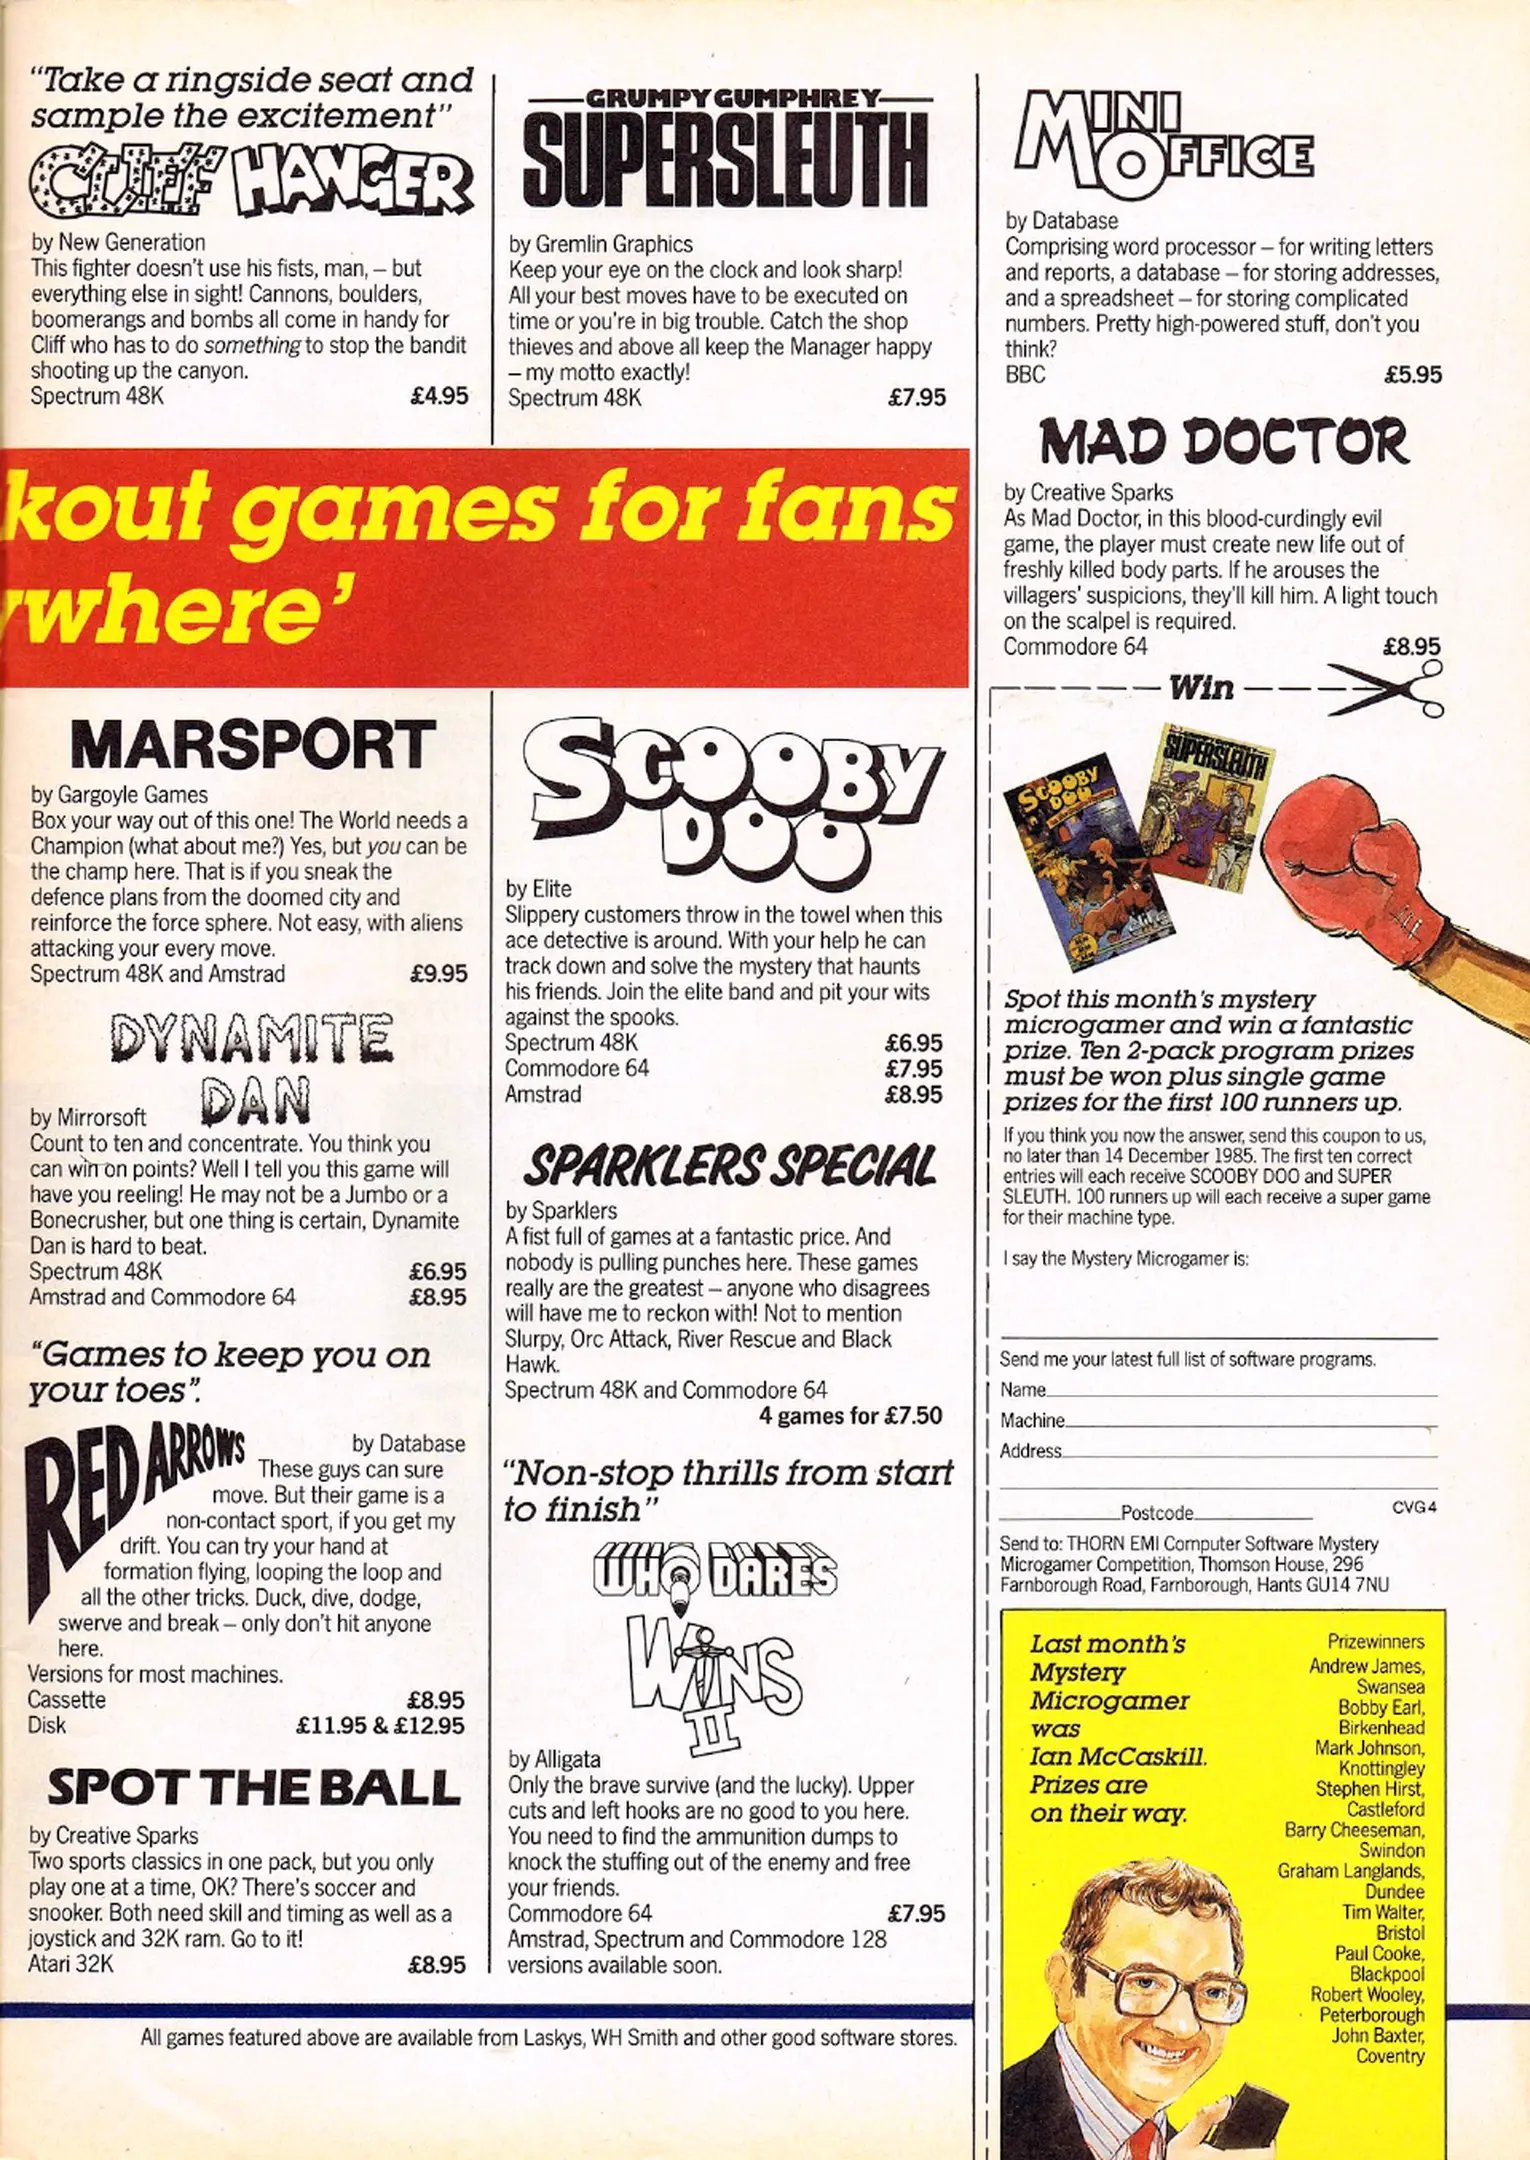 "Take a ringside seat and
sample the excitement"
CLIFF HANGER
by New Generation
This fighter doesn't use his fists, man, – but
everything else in sight! Cannons, boulders,
boomerangs and bombs all come in handy for
Cliff who has to do something to stop the bandit
shooting up the canyon.
Spectrum 48K £4.95
GRUMPY GUMPHREY
SUPERSLEUTH
by Gremlin Graphics
Keep your eye on the clock and look sharp!
All your best moves have to be executed on
time or you're in big trouble. Catch the shop
thieves and above all keep the Manager happy
– my motto exactly!
Spectrum 48K £7.95
MINI
OFFICE
by Database
Comprising word processor – for writing letters
and reports, a database – for storing addresses,
and a spreadsheet – for storing complicated
numbers. Pretty high-powered stuff, don't you
think?
BBC £5.95
MAD DOCTOR
by Creative Sparks
As Mad Doctor, in this blood-curdingly evil
game, the player must create new life out of
freshly killed body parts. If he arouses the
villagers' suspicions, they'll kill him. A light touch
on the scalpel is required.
Commodore 64 £8.95
kout games for fans
where'
MARSPORT
by Gargoyle Games
Box your way out of this one! The World needs a
Champion (what about me?) Yes, but you can be
the champ here. That is if you sneak the
defence plans from the doomed city and
reinforce the force sphere. Not easy, with aliens
attacking your every move.
Spectrum 48K and Amstrad £9.95
DYNAMITE
DAN
by Mirrorsoft
Count to ten and concentrate. You think you
can win on points? Well I tell you this game will
have you reeling! He may not be a Jumbo or a
Bonecrusher, but one thing is certain, Dynamite
Dan is hard to beat.
Spectrum 48K £6.95
Amstrad and Commodore 64 £8.95
"Games to keep you on
your toes".
RED ARROWS
by Database
These guys can sure
move. But their game is a
non-contact sport, if you get my
drift. You can try your hand at
formation flying, looping the loop and
all the other tricks. Duck, dive, dodge,
swerve and break – only don't hit anyone
here.
Versions for most machines.
Cassette £8.95
Disk £11.95 & £12.95
SPOT THE BALL
by Creative Sparks
Two sports classics in one pack, but you only
play one at a time, OK? There's soccer and
snooker. Both need skill and timing as well as a
joystick and 32K ram. Go to it!
Atari 32K £8.95
SCOOBY
DOO
by Elite
Slippery customers throw in the towel when this
ace detective is around. With your help he can
track down and solve the mystery that haunts
his friends. Join the elite band and pit your wits
against the spooks.
Spectrum 48K £6.95
Commodore 64 £7.95
Amstrad £8.95
SPARKLERS SPECIAL
by Sparklers
A fist full of games at a fantastic price. And
nobody is pulling punches here. These games
really are the greatest – anyone who disagrees
will have me to reckon with! Not to mention
Slurpy, Orc Attack, River Rescue and Black
Hawk.
Spectrum 48K and Commodore 64
4 games for £7.50
"Non-stop thrills from start
to finish"
WHO DARES
WINS
II
by Alligata
Only the brave survive (and the lucky). Upper
cuts and left hooks are no good to you here.
You need to find the ammunition dumps to
knock the stuffing out of the enemy and free
your friends.
Commodore 64 £7.95
Amstrad, Spectrum and Commodore 128
versions available soon.
All games featured above are available from Laskys, WH Smith and other good software stores.
Win
SCOOBY
DOO
SUPERSLEUTH
Spot this month's mystery
microgamer and win a fantastic
prize. Ten 2-pack program prizes
must be won plus single game
prizes for the first 100 runners up.
If you think you now the answer, send this coupon to us,
no later than 14 December 1985. The first ten correct
entries will each receive SCOOBY DOO and SUPER
SLEUTH. 100 runners up will each receive a super game
for their machine type.
I say the Mystery Microgamer is:
Send me your latest full list of software programs.
Name
Machine
Address
Postcode
CVG4
Send to: THORN EMI Computer Software Mystery
Microgamer Competition, Thomson House, 296
Farnborough Road, Farnborough, Hants GU14 7NU
Last month's
Mystery
Microgamer
was
Ian McCaskill.
Prizes are
on their way.
Prizewinners
Andrew James,
Swansea
Bobby Earl,
Birkenhead
Mark Johnson,
Knottingley
Stephen Hirst,
Castleford
Barry Cheeseman,
Swindon
Graham Langlands,
Dundee
Tim Walter,
Bristol
Paul Cooke,
Blackpool
Robert Wooley,
Peterborough
John Baxter,
Coventry